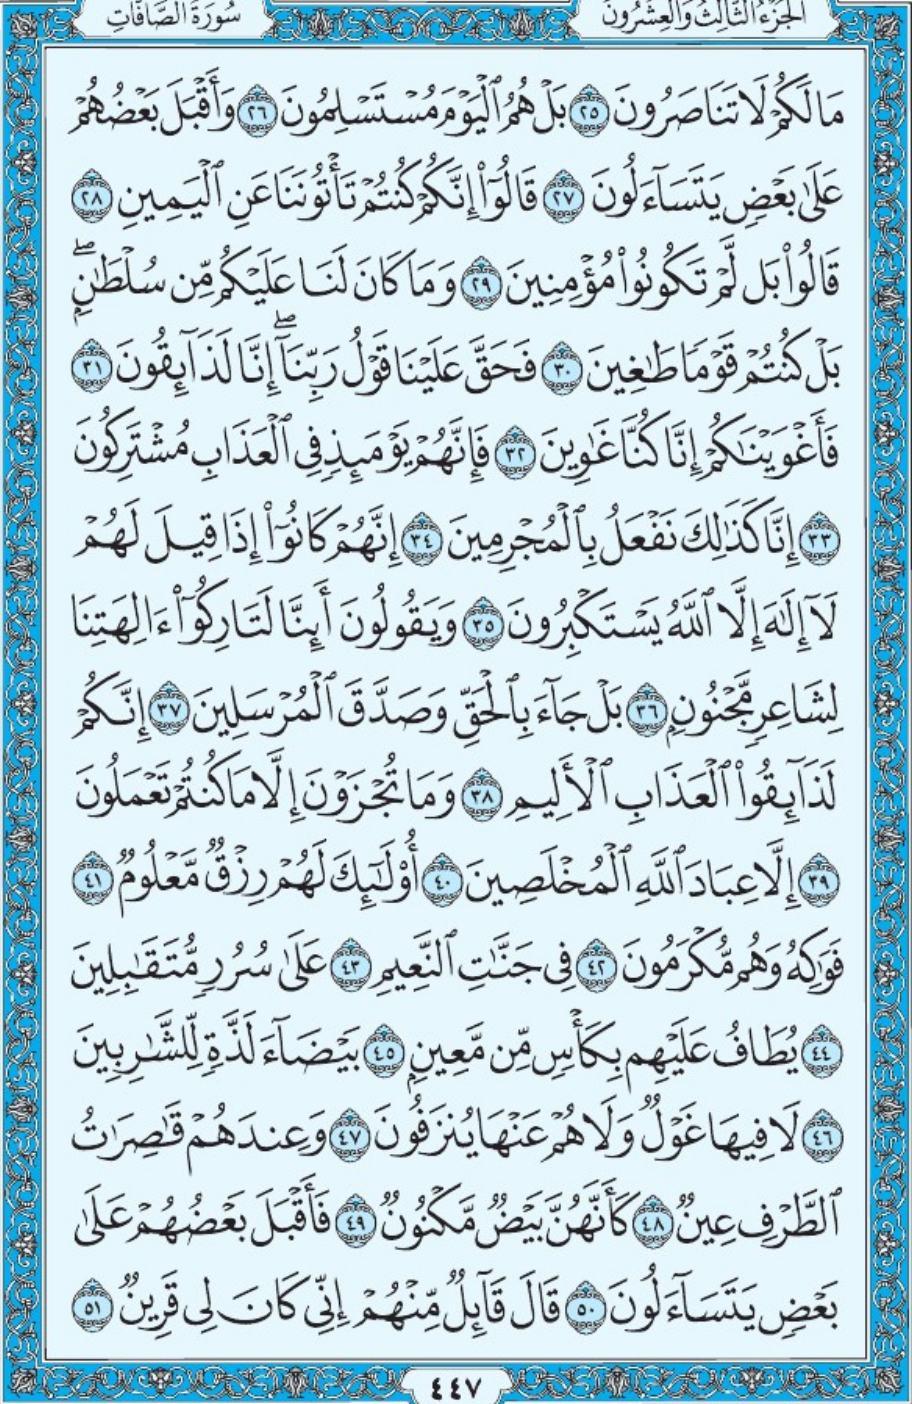 الجزء الثالث والعشرون
سورة الصافات
مَا لَكُمۡ لَا تَنَاصَرُونَ ٢٥ بَلۡ هُمُ ٱلۡيَوۡمَ مُسۡتَسۡلِمُونَ ٢٦ وَأَقۡبَلَ بَعۡضُهُمۡ
عَلَىٰ بَعۡضٖ يَتَسَآءَلُونَ ٢٧ قَالُوٓاْ إِنَّكُمۡ كُنتُمۡ تَأۡتُونَنَا عَنِ ٱلۡيَمِينِ ٢٨
قَالُواْ بَل لَّمۡ تَكُونُواْ مُؤۡمِنِينَ ٢٩ وَمَا كَانَ لَنَا عَلَيۡكُم مِّن سُلۡطَٰنِۭۖ
بَلۡ كُنتُمۡ قَوۡمٗا طَٰغِينَ ٣٠ فَحَقَّ عَلَيۡنَا قَوۡلُ رَبِّنَآۖ إِنَّا لَذَآئِقُونَ ٣١
فَأَغۡوَيۡنَٰكُمۡ إِنَّا كُنَّا غَٰوِينَ ٣٢ فَإِنَّهُمۡ يَوۡمَئِذٖ فِي ٱلۡعَذَابِ مُشۡتَرِكُونَ
٣٣ إِنَّا كَذَٰلِكَ نَفۡعَلُ بِٱلۡمُجۡرِمِينَ ٣٤ إِنَّهُمۡ كَانُوٓاْ إِذَا قِيلَ لَهُمۡ
لَآ إِلَٰهَ إِلَّا ٱللَّهُ يَسۡتَكۡبِرُونَ ٣٥ وَيَقُولُونَ أَئِنَّا لَتَارِكُوٓاْ ءَالِهَتِنَا
لِشَاعِرٖ مَّجۡنُونِۭ ٣٦ بَلۡ جَآءَ بِٱلۡحَقِّ وَصَدَّقَ ٱلۡمُرۡسَلِينَ ٣٧ إِنَّكُمۡ
لَذَآئِقُواْ ٱلۡعَذَابِ ٱلۡأَلِيمِ ٣٨ وَمَا تُجۡزَوۡنَ إِلَّا مَا كُنتُمۡ تَعۡمَلُونَ
٣٩ إِلَّا عِبَادَ ٱللَّهِ ٱلۡمُخۡلَصِينَ ٤٠ أُوْلَٰٓئِكَ لَهُمۡ رِزۡقٞ مَّعۡلُومٞ ٤١
فَوَٰكِهُ وَهُم مُّكۡرَمُونَ ٤٢ فِي جَنَّٰتِ ٱلنَّعِيمِ ٤٣ عَلَىٰ سُرُرٖ مُّتَقَٰبِلِينَ
٤٤ يُطَافُ عَلَيۡهِم بِكَأۡسٖ مِّن مَّعِينِۭ ٤٥ بَيۡضَآءَ لَذَّةٖ لِّلشَّٰرِبِينَ
٤٦ لَا فِيهَا غَوۡلٞ وَلَا هُمۡ عَنۡهَا يُنزَفُونَ ٤٧ وَعِندَهُمۡ قَٰصِرَٰتُ
ٱلطَّرۡفِ عِينٞ ٤٨ كَأَنَّهُنَّ بَيۡضٞ مَّكۡنُونٞ ٤٩ فَأَقۡبَلَ بَعۡضُهُمۡ عَلَىٰ
بَعۡضٖ يَتَسَآءَلُونَ ٥٠ قَالَ قَآئِلٞ مِّنۡهُمۡ إِنِّي كَانَ لِي قَرِينٞ ٥١
٤٤٧